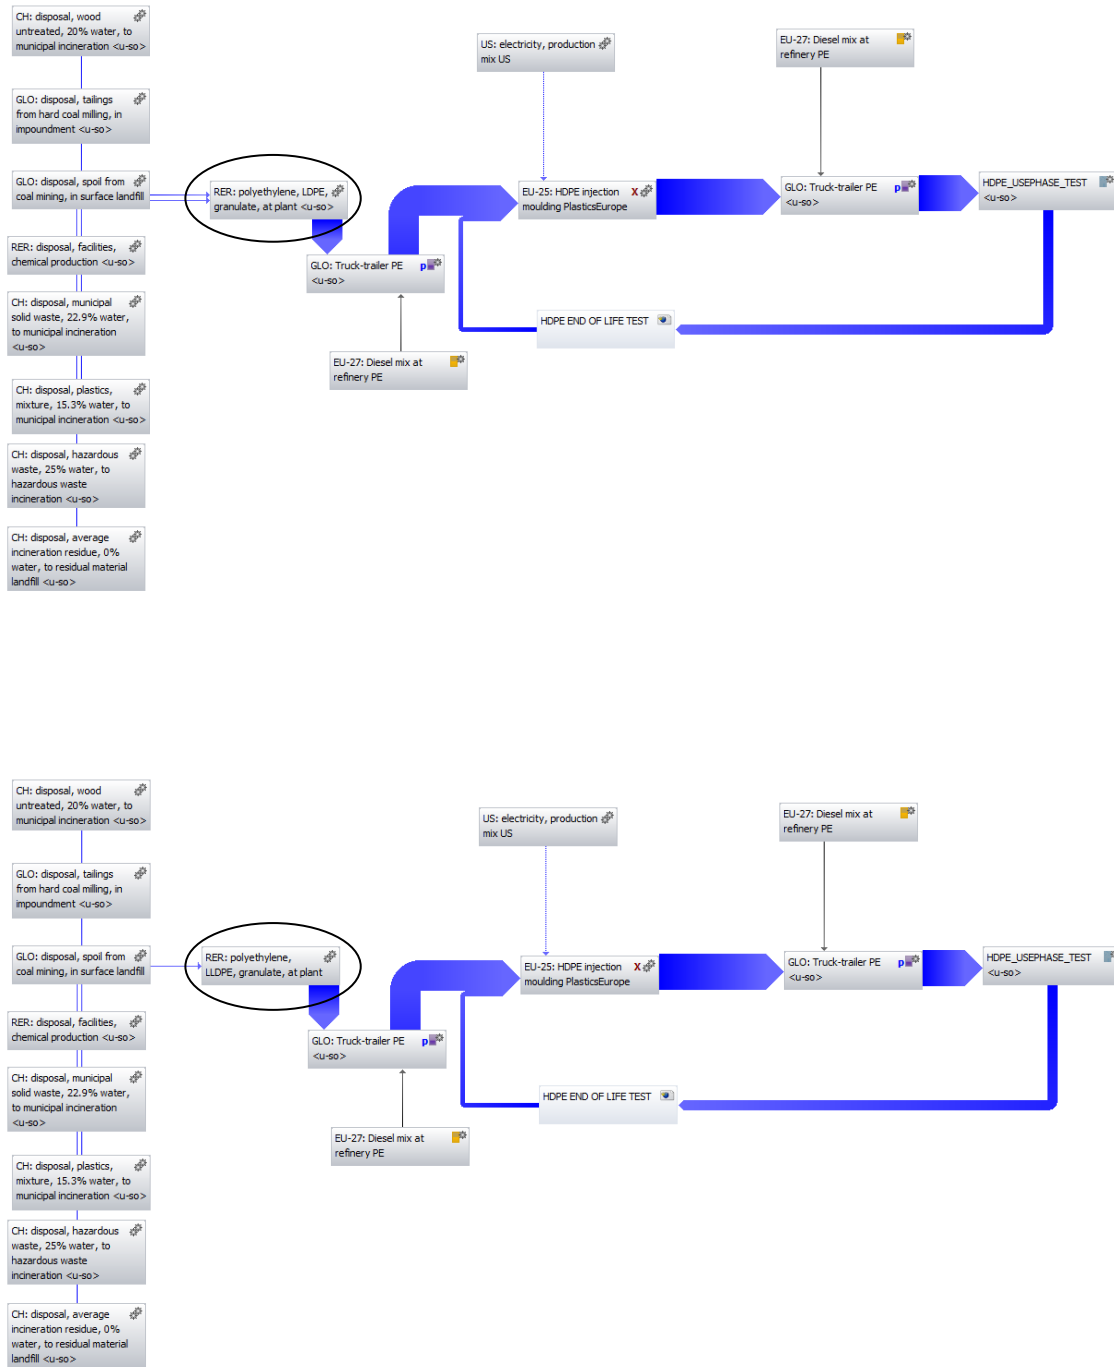 CH: disposal, wood
untreated, 20% water, to
municipal incineration <u-so>
GLO: disposal, tailings
from hard coal milling, in
impoundment <u-so>
GLO: disposal, spoil from
coal mining, in surface landfill
RER: disposal, facilities,
chemical production <u-so>
CH: disposal, municipal
solid waste, 22.9% water,
to municipal incineration
<u-so>
CH: disposal, plastics,
mixture, 15.3% water, to
municipal incineration <u-so>
CH: disposal, hazardous
waste, 25% water, to
hazardous waste
incineration <u-so>
CH: disposal, average
incineration residue, 0%
water, to residual material
landfill <u-so>
RER: polyethylene, LDPE,
granulate, at plant <u-so>
GLO: Truck-trailer PE p
<u-so>
EU-27: Diesel mix at
refinery PE
US: electricity, production
mix US
EU-25: HDPE injection X
moulding PlasticsEurope
EU-27: Diesel mix at
refinery PE
GLO: Truck-trailer PE p
<u-so>
HDPE_USEPHASE_TEST
<u-so>
HDPE END OF LIFE TEST
CH: disposal, wood
untreated, 20% water, to
municipal incineration <u-so>
GLO: disposal, tailings
from hard coal milling, in
impoundment <u-so>
GLO: disposal, spoil from
coal mining, in surface landfill
RER: disposal, facilities,
chemical production <u-so>
CH: disposal, municipal
solid waste, 22.9% water,
to municipal incineration
<u-so>
CH: disposal, plastics,
mixture, 15.3% water, to
municipal incineration <u-so>
CH: disposal, hazardous
waste, 25% water, to
hazardous waste
incineration <u-so>
CH: disposal, average
incineration residue, 0%
water, to residual material
landfill <u-so>
RER: polyethylene,
LLDPE, granulate, at plant
GLO: Truck-trailer PE p
<u-so>
EU-27: Diesel mix at
refinery PE
US: electricity, production
mix US
EU-25: HDPE injection X
moulding PlasticsEurope
EU-27: Diesel mix at
refinery PE
GLO: Truck-trailer PE p
<u-so>
HDPE_USEPHASE_TEST
<u-so>
HDPE END OF LIFE TEST